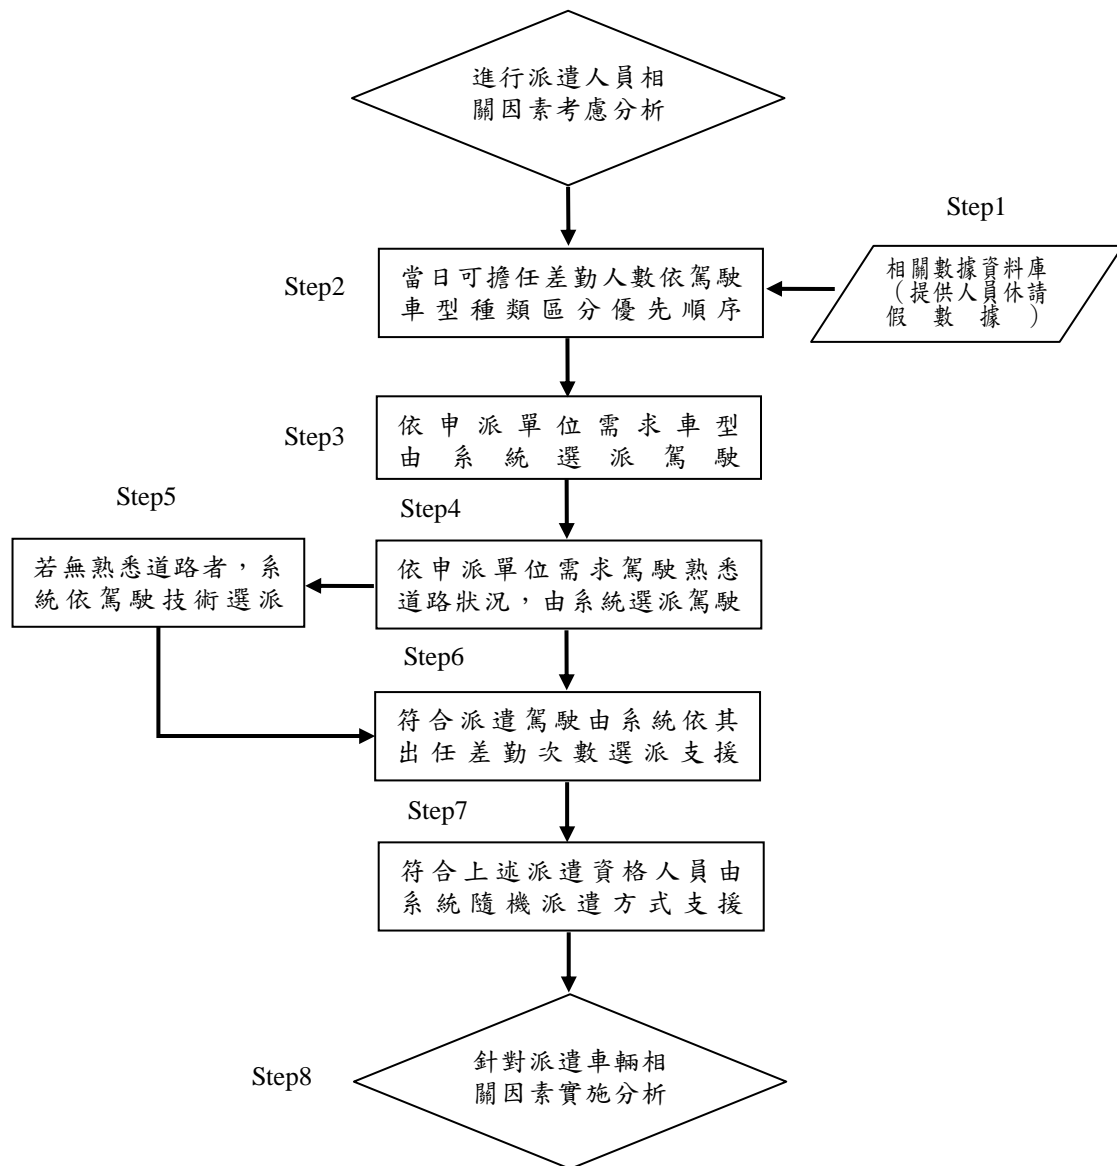 進行派遣人員相
關因素考慮分析
Step1
相關數據資料庫
（提供人員休請
假數據）
Step2
當日可擔任差勤人數依駕駛
車型種類區分優先順序
Step3
依申派單位需求車型
由系統選派駕駛
Step4
依申派單位需求駕駛熟悉
道路狀況，由系統選派駕駛
Step5
若無熟悉道路者，系
統依駕駛技術選派
Step6
符合派遣駕駛由系統依其
出任差勤次數選派支援
Step7
符合上述派遣資格人員由
系統隨機派遣方式支援
Step8
針對派遣車輛相
關因素實施分析